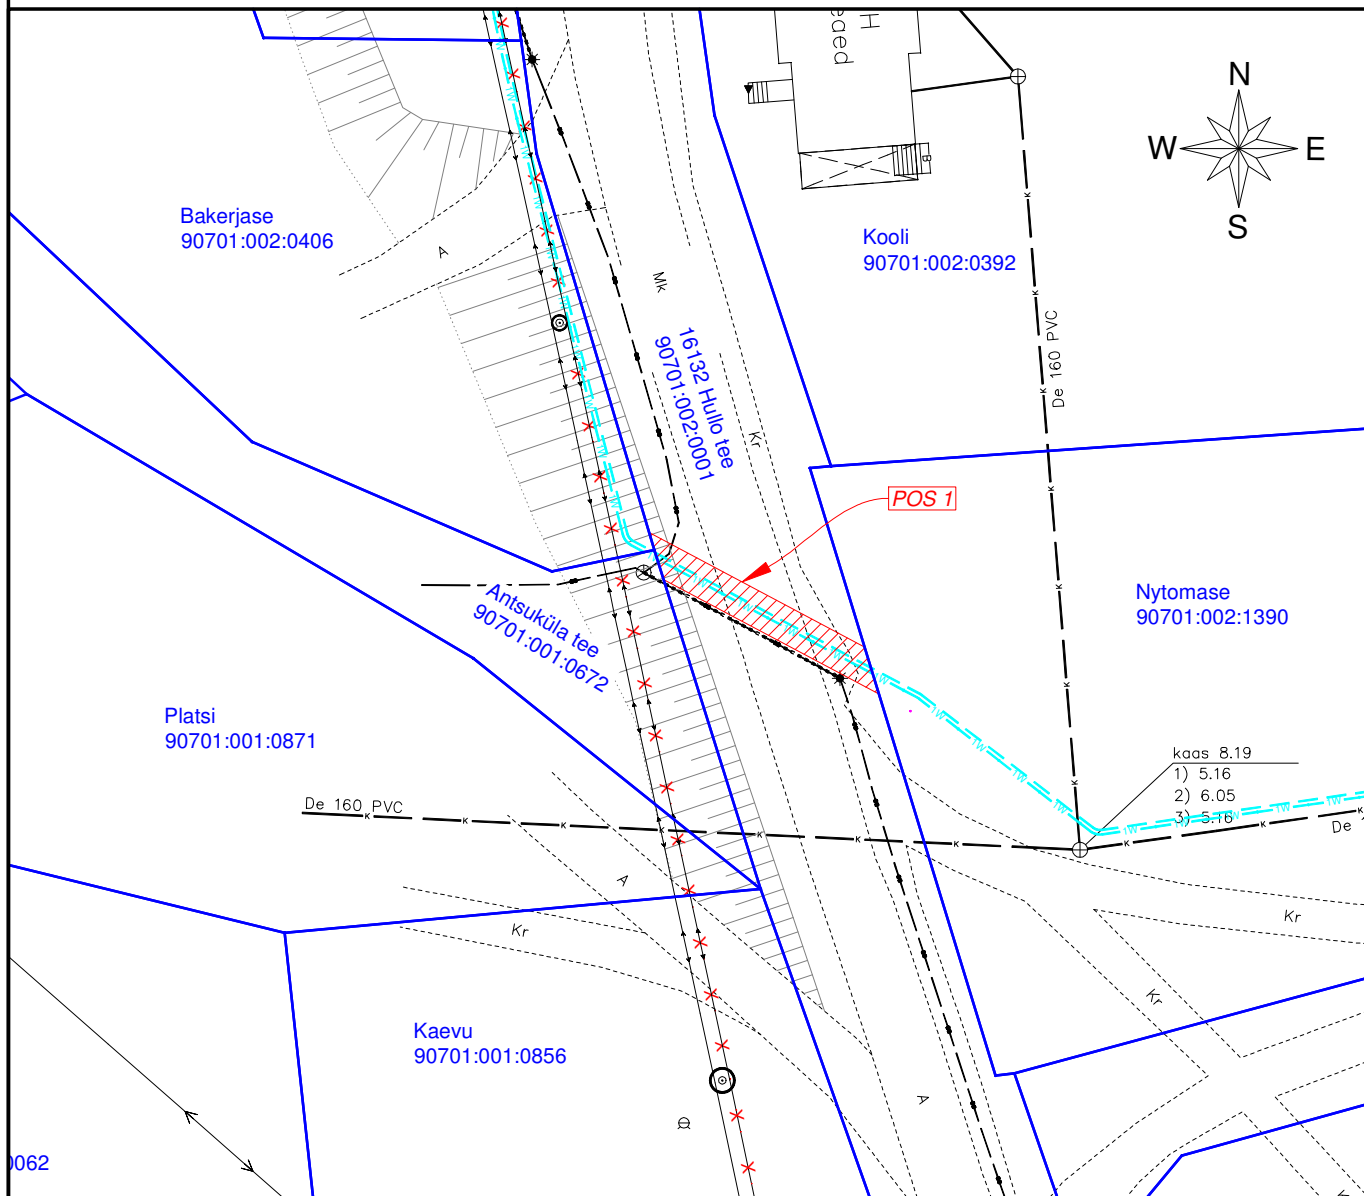 H
aed
N
W
E
S
Bakerjase
90701:002:0406
A
Kooli
90701:002:0392
Mk
16132 Hullo tee
90701:002:0001
Kr
De 160 PVC
POS 1
Antsuküla tee
90701:001:0672
Nytomase
90701:002:1390
Platsi
90701:001:0871
kaas 8.19
1) 5.16
2) 6.05
3) 5.16
De 160 PVC
De
A
Kr
Kr
Kr
Kaevu
90701:001:0856
A
0062